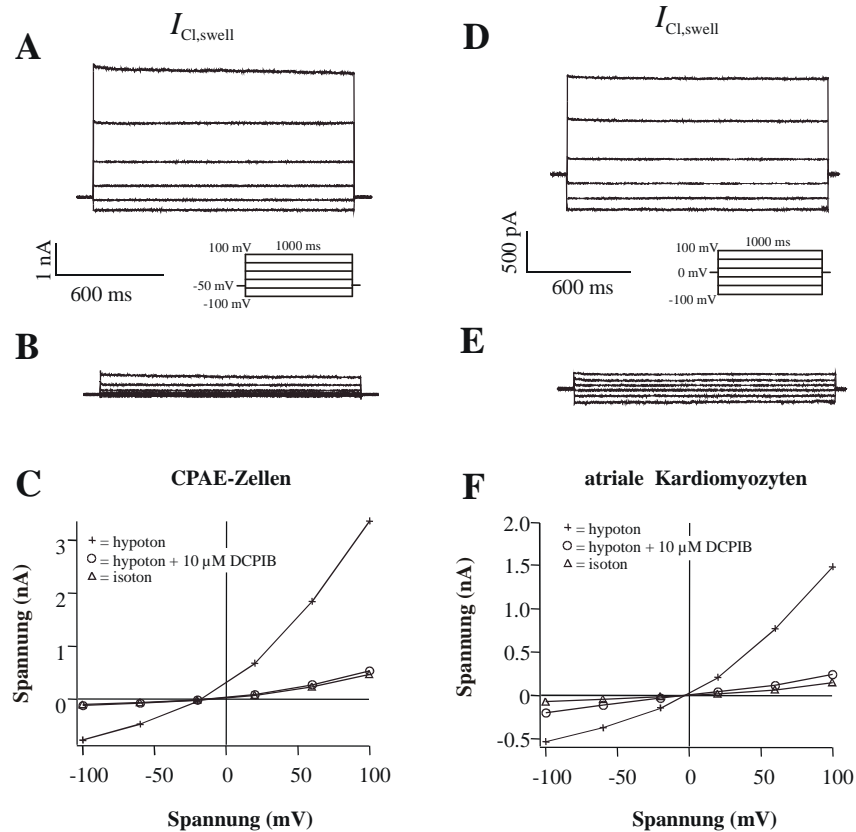 A
I Cl,swell
1 nA
600 ms
100 mV
1000 ms
-50 mV
-100 mV
B
C
CPAE-Zellen
Spannung (nA)
3
2
1
0
+ = hypoton
○ = hypoton + 10 µM DCPIB
△ = isoton
-100
-50
0
50
100
Spannung (mV)
D
I Cl,swell
500 pA
600 ms
100 mV
1000 ms
0 mV
-100 mV
E
F
atriale Kardiomyozyten
Spannung (nA)
2.0
1.5
1.0
0.5
0
-0.5
+ = hypoton
○ = hypoton + 10 µM DCPIB
△ = isoton
-100
-50
0
50
100
Spannung (mV)